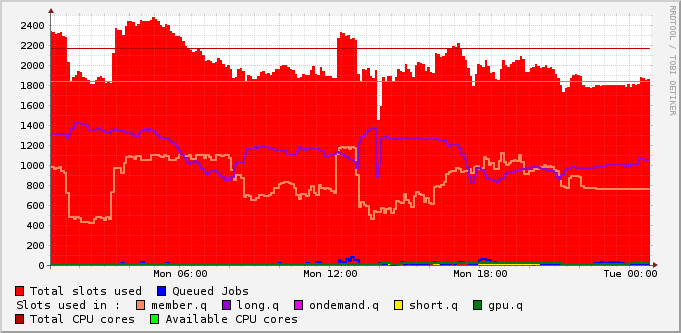 2400
2200
2000
1800
1600
1400
1200
1000
800
600
400
200
0
Mon 06:00 Mon 12:00 Mon 18:00 Tue 00:00
RRDTOOL / TOBI OETIKER
Total slots used Queued Jobs
Slots used in : member.q long.q ondemand.q short.q gpu.q
Total CPU cores Available CPU cores